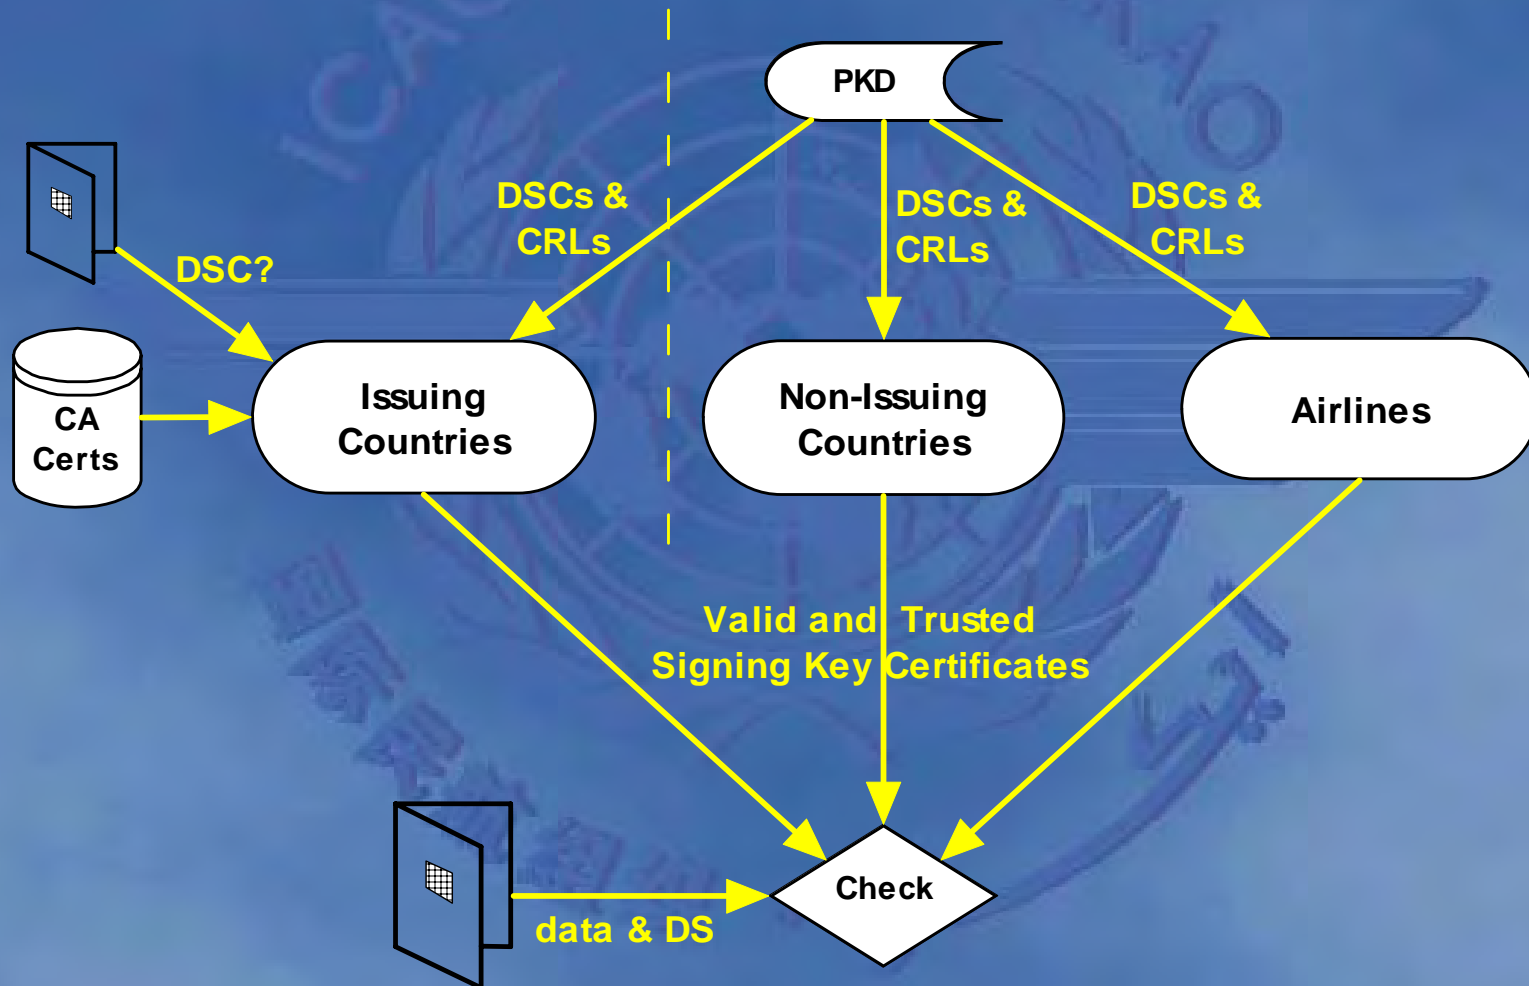 PKD
DSCs &
CRLs
DSCs &
CRLs
DSCs &
CRLs
DSC?
CA
Certs
Issuing
Countries
Non-Issuing
Countries
Airlines
Valid and Trusted
Signing Key Certificates
Check
data & DS
ICAO